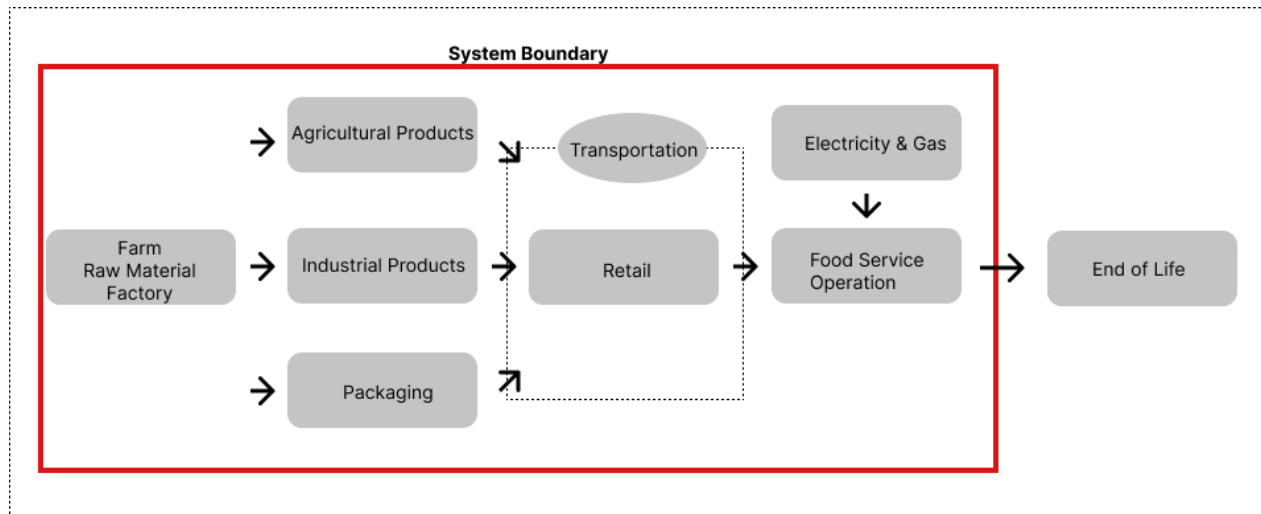 System Boundary
Agricultural Products
Transportation
Electricity & Gas
Farm
Raw Material
Factory
Industrial Products
Retail
Food Service
Operation
End of Life
Packaging